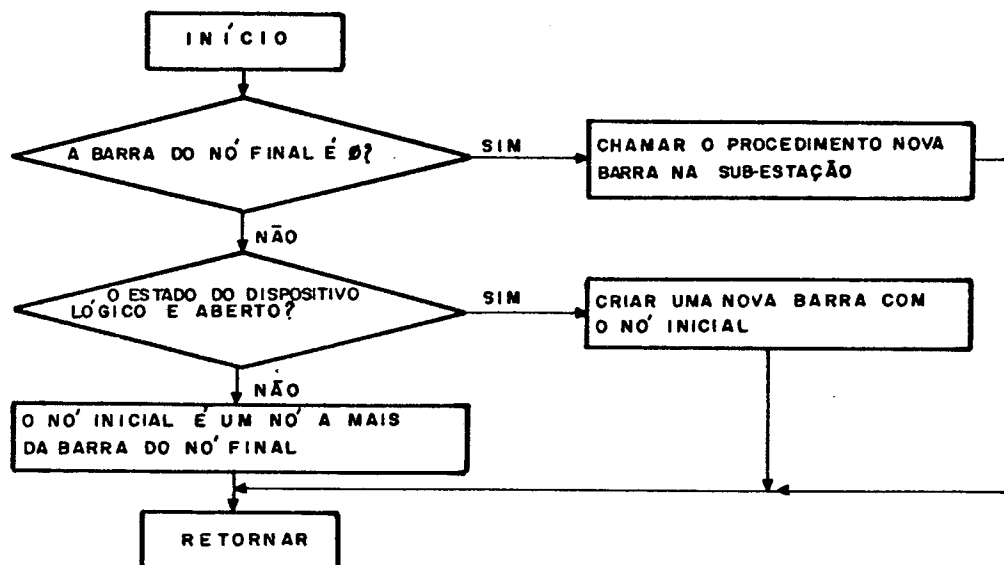 INÍCIO
A BARRA DO NÓ FINAL É Ø?
SIM
CHAMAR O PROCEDIMENTO NOVA
BARRA NA SUB-ESTAÇÃO
NÃO
O ESTADO DO DISPOSITIVO
LÓGICO E ABERTO?
SIM
CRIAR UMA NOVA BARRA COM
O NÓ INICIAL
NÃO
O NÓ INICIAL É UM NÓ A MAIS
DA BARRA DO NÓ FINAL
RETORNAR